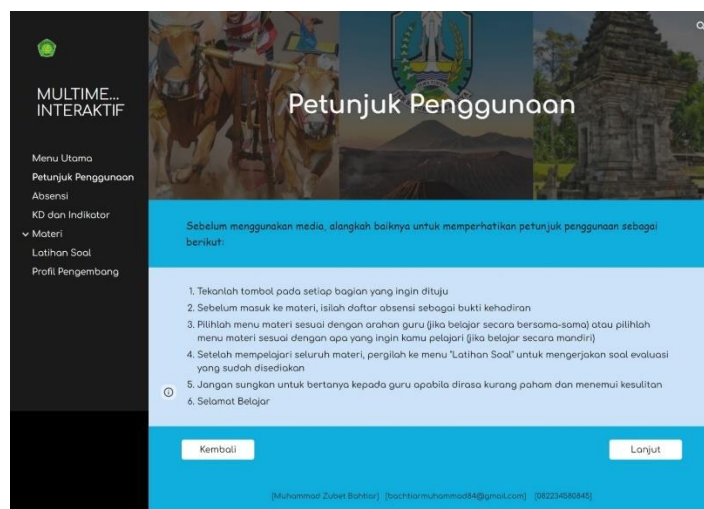 MULTIME...
INTERAKTIF
Menu Utama
Petunjuk Penggunaan
Absensi
KD dan Indikator
Materi
Latihan Soal
Profil Pengembang
Petunjuk Penggunaan
Sebelum menggunakan media, alangkah baiknya untuk memperhatikan petunjuk penggunaan sebagai
berikut:
1. Tekanlah tombol pada setiap bagian yang ingin dituju
2. Sebelum masuk ke materi, isilah daftar absensi sebagai bukti kehadiran
3. Pilihlah menu materi sesuai dengan arahan guru (jika belajar secara bersama-sama) atau pilihlah
menu materi sesuai dengan apa yang ingin kamu pelajari (jika belajar secara mandiri)
4. Setelah mempelajari seluruh materi, pergilah ke menu "Latihan Soal" untuk mengerjakan soal evaluasi
yang sudah disediakan
5. Jangan sungkan untuk bertanya kepada guru apabila dirasa kurang paham dan menemui kesulitan
6. Selamat Belajar
Kembali
Lanjut
[Muhammad Zubet Bahtiar] [bachtiarmuhammad84@gmail.com] [082234580845]